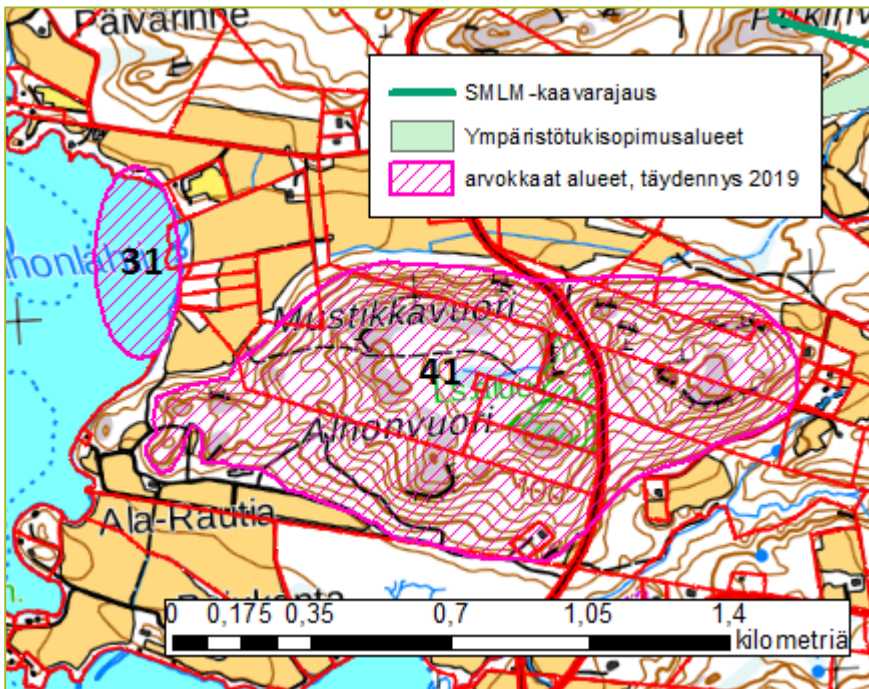 Päivärinne
SMLM-kaavarajaus
Ympäristötukisopimusalueet
arvokkaat alueet, täydennys 2019
31
Mustikkavuori
41
Ainonvuori
100
Ala-Rautia
0 0,175 0,35 0,7 1,05 1,4
kilometriä